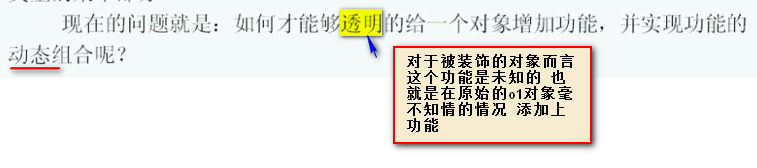 现在的问题就是：如何才能够透明的给一个对象增加功能，并实现功能的
动态组合呢？
对于被装饰的对象而言
这个功能是未知的 也
就是在原始的o1对象毫
不知情的情况 添加上
功能